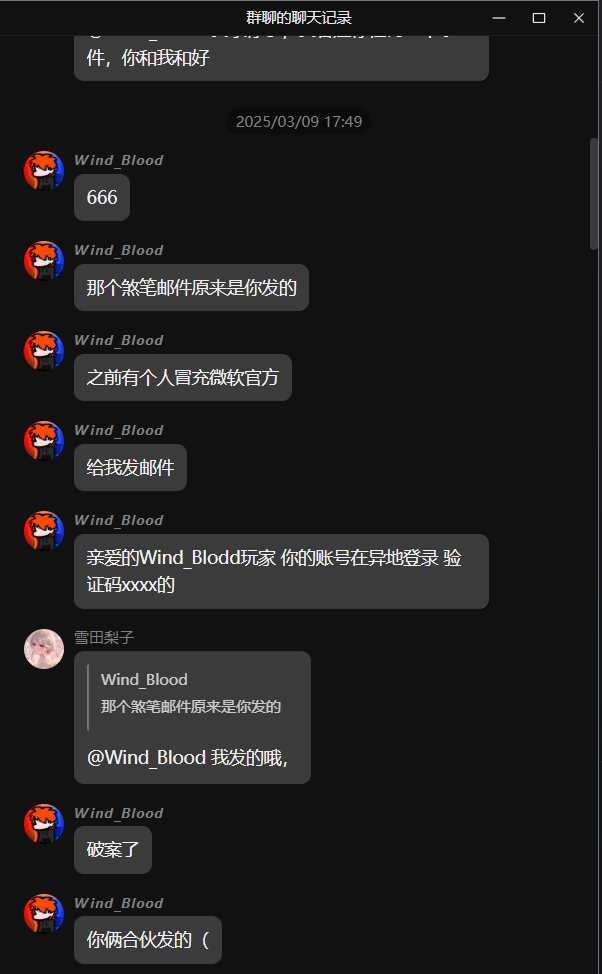 群聊的聊天记录
件，你和我和好
2025/03/09 17:49
Wind_Blood
666
Wind_Blood
那个煞笔邮件原来是你发的
Wind_Blood
之前有个人冒充微软官方
Wind_Blood
给我发邮件
Wind_Blood
亲爱的Wind_Blodd玩家 你的账号在异地登录 验
证码xxxx的
雪田梨子
Wind_Blood
那个煞笔邮件原来是你发的
@Wind_Blood 我发的哦，
Wind_Blood
破案了
Wind_Blood
你俩合伙发的（